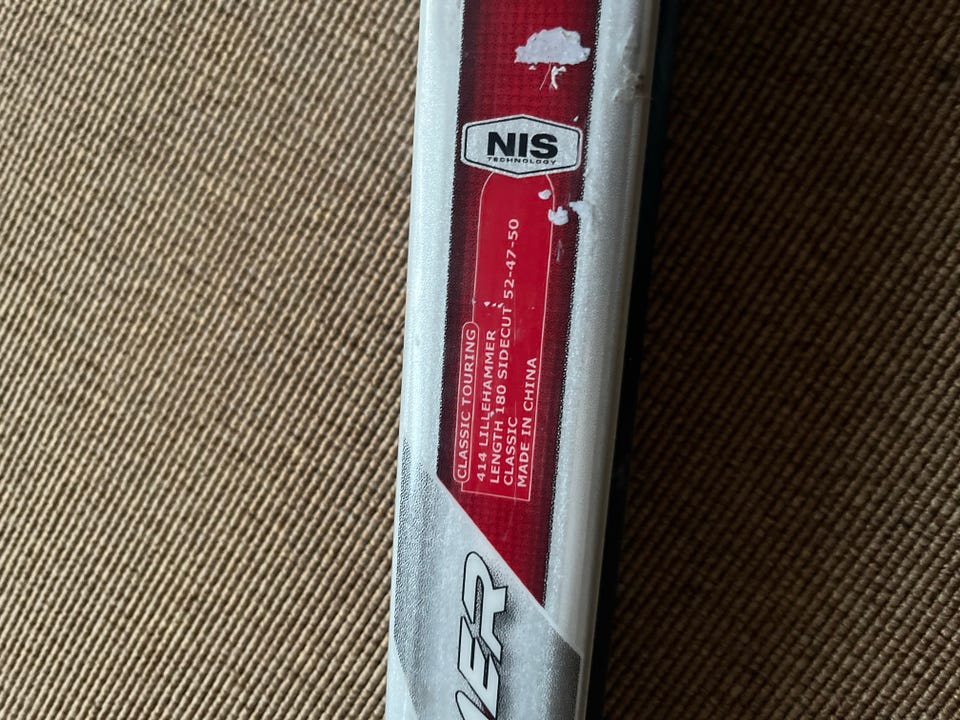 NIS
TECHNOLOGY
CLASSIC TOURING
414 LILLEHAMMER
LENGTH 180 SIDECUT 52-47-50
CLASSIC
MADE IN CHINA